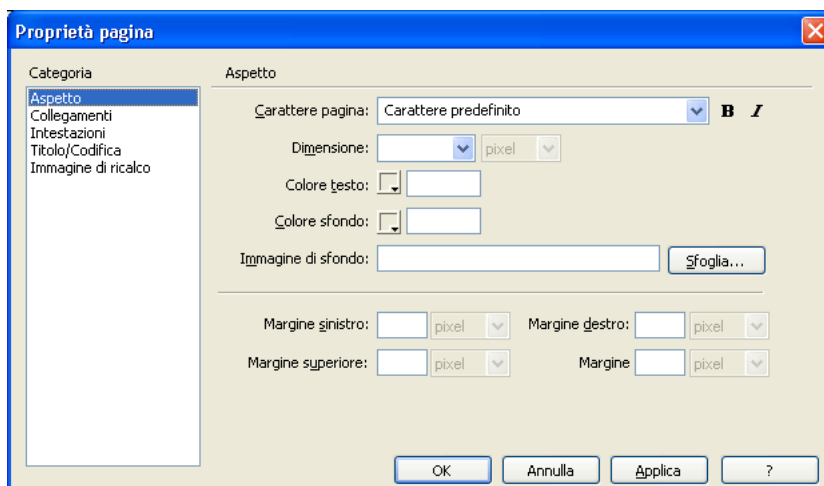 Proprietà pagina
Categoria
Aspetto
Collegamenti
Intestazioni
Titolo/Codifica
Immagine di ricalco
Aspetto
Carattere pagina: Carattere predefinito B I
Dimensione: pixel
Colore testo:
Colore sfondo:
Immagine di sfondo: Sfoglia...
Margine sinistro: pixel Margine destro: pixel
Margine superiore: pixel Margine pixel
OK Annulla Applica ?